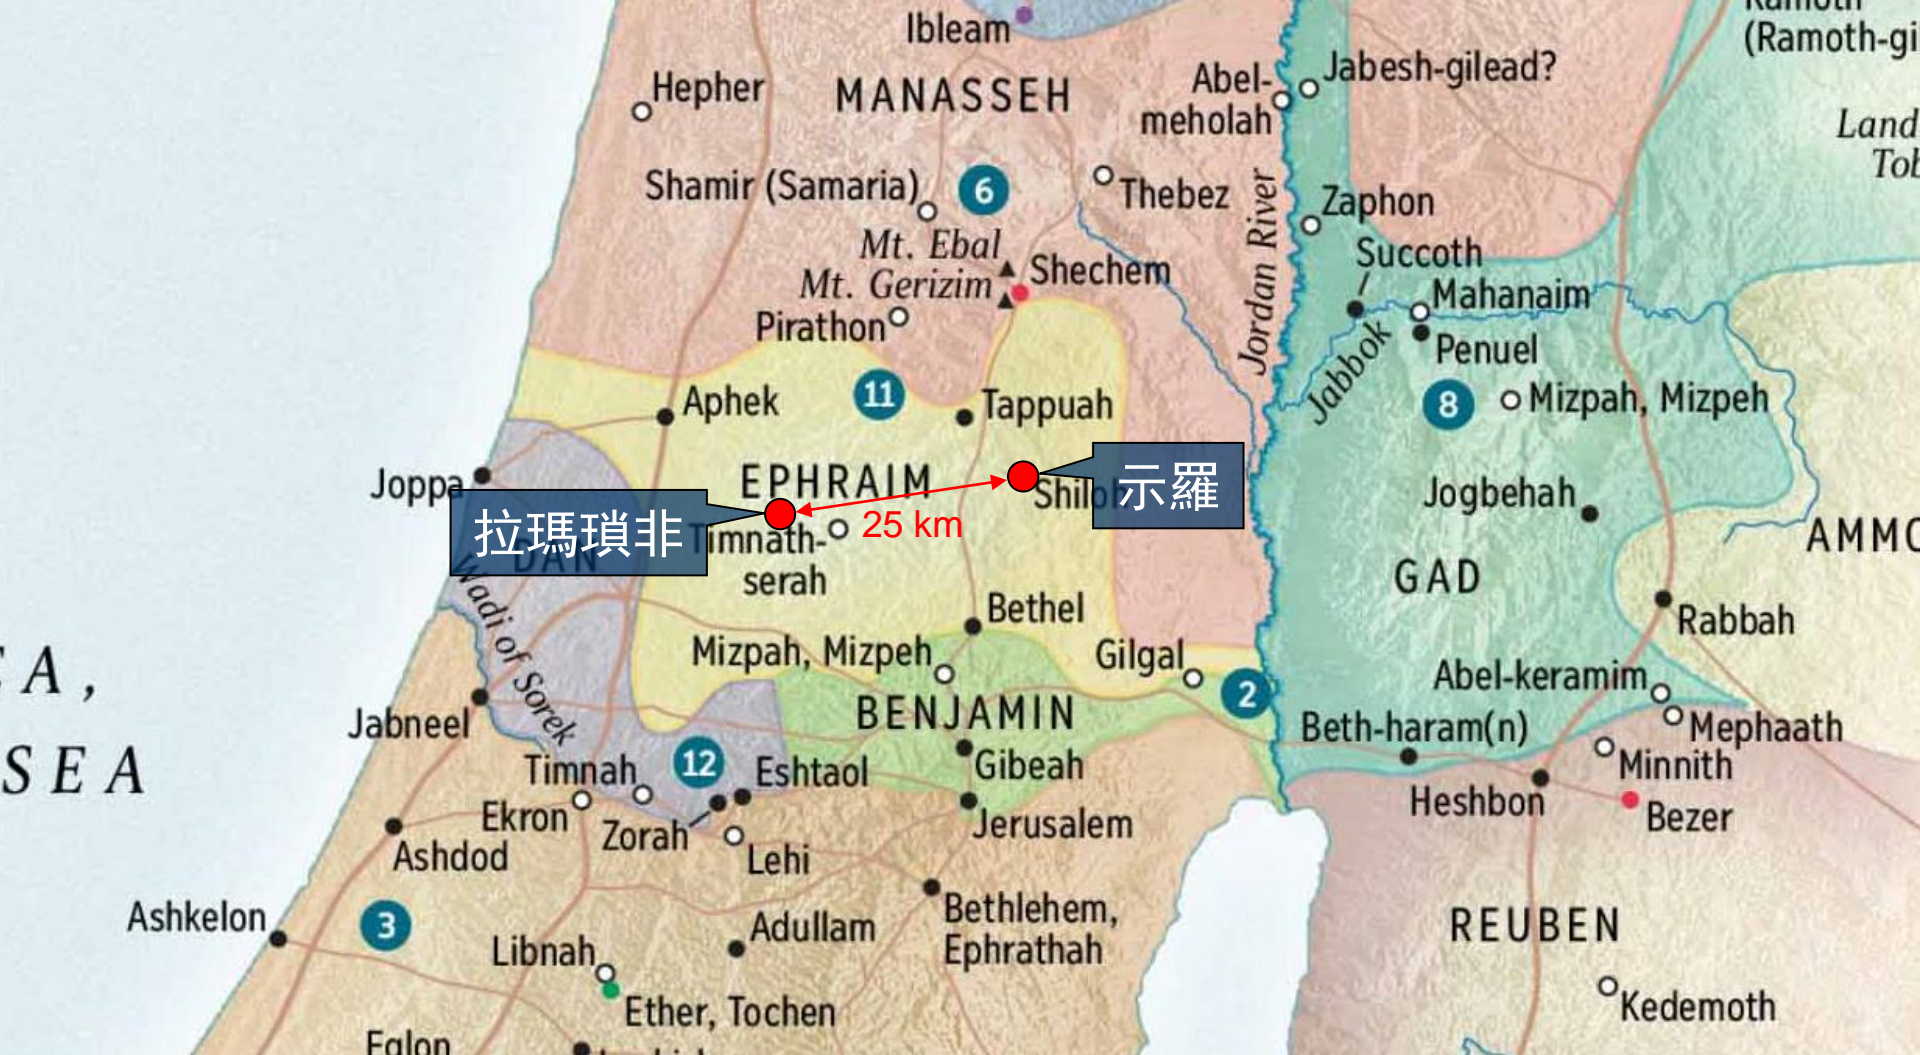 Ibleam
(Ramoth-gi
Hepher
MANASSEH
Abel-
meholah
Jabesh-gilead?
Land
Tob
Shamir (Samaria)
6
Thebez
Jordan River
Zaphon
Mt. Ebal
Mt. Gerizim
Shechem
Succoth
Mahanaim
Pirathon
Jabbok
Penuel
Aphek
11
Tappuah
8
Mizpah, Mizpeh
Joppa
EPHRAIM
示羅
Shiloh
Jogbehah
拉瑪瑣非
25 km
DAN
Timnath-
serah
AMMO
GAD
Wadi of Sorek
Bethel
Rabbah
Mizpah, Mizpeh
Gilgal
2
Abel-keramim
EA,
SEA
Jabneel
BENJAMIN
Beth-haram(n)
Mephaath
Timnah
12
Eshtaol
Gibeah
Minnith
Ekron
Zorah
Jerusalem
Heshbon
Bezer
Ashdod
Lehi
Ashkelon
3
Adullam
Bethlehem,
Ephrathah
REUBEN
Libnah
Ether, Tochen
Kedemoth
Eglon